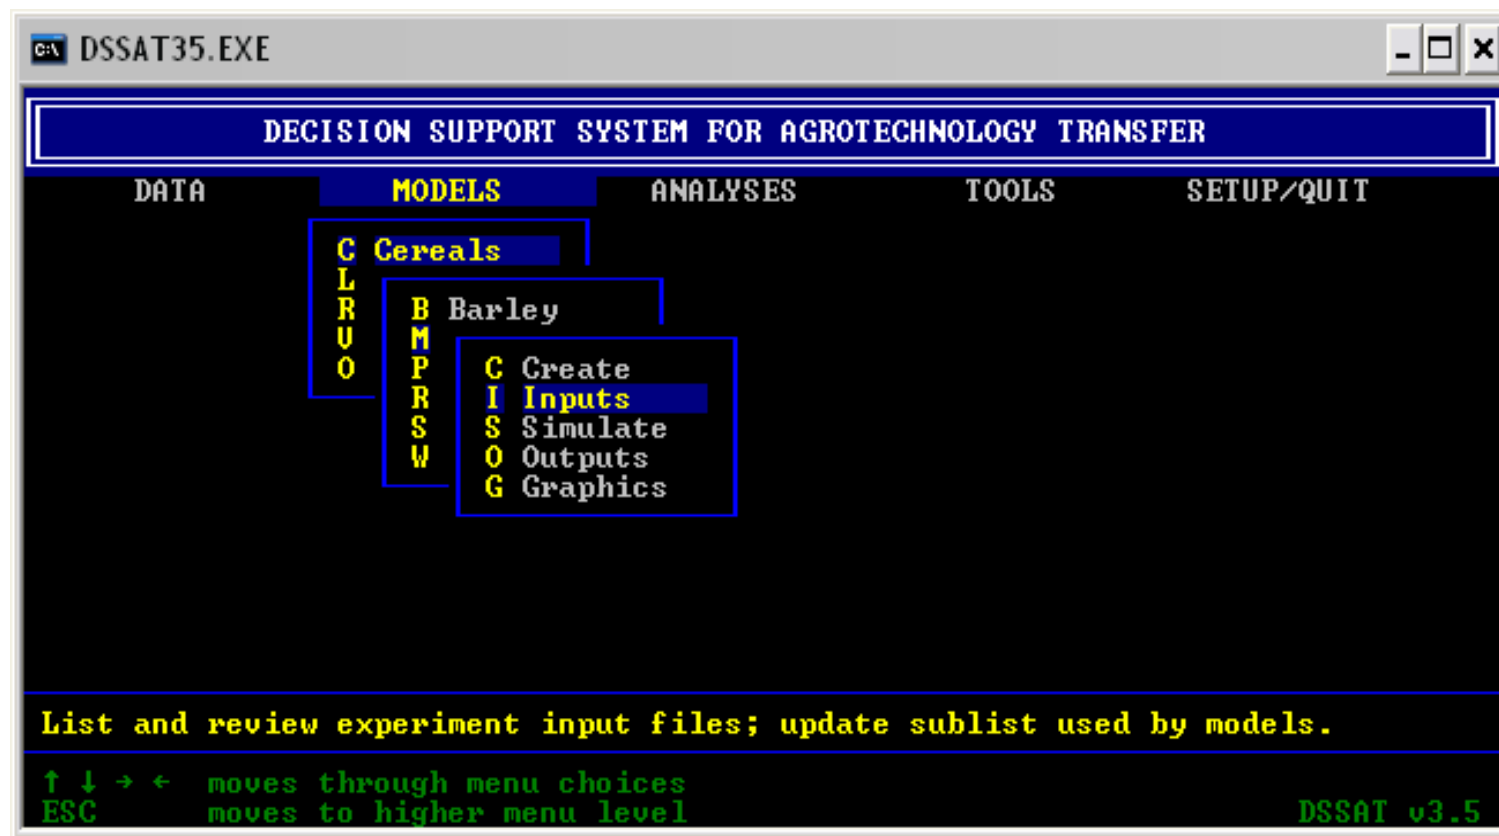 DSSAT35.EXE
DECISION SUPPORT SYSTEM FOR AGROTECHNOLOGY TRANSFER
DATA MODELS ANALYSES TOOLS SETUP/QUIT
C Cereals
L
R B Barley
V M
O P C Create
R I Inputs
S S Simulate
W O Outputs
G Graphics
List and review experiment input files; update sublist used by models.
↑ ↓ → ← moves through menu choices
ESC moves to higher menu level DSSAT v3.5